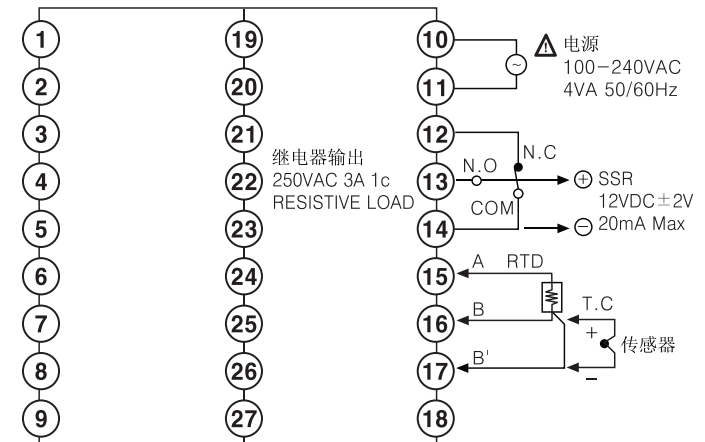 1
2
3
4
5
6
7
8
9
19
20
21
22
23
24
25
26
27
继电器输出
250VAC 3A 1c
RESISTIVE LOAD
10
11
12
13
14
15
16
17
18
电源
100-240VAC
4VA 50/60Hz
N.C
N.O
COM
SSR
12VDC±2V
20mA Max
A RTD
B
B'
T.C
+
传感器
-